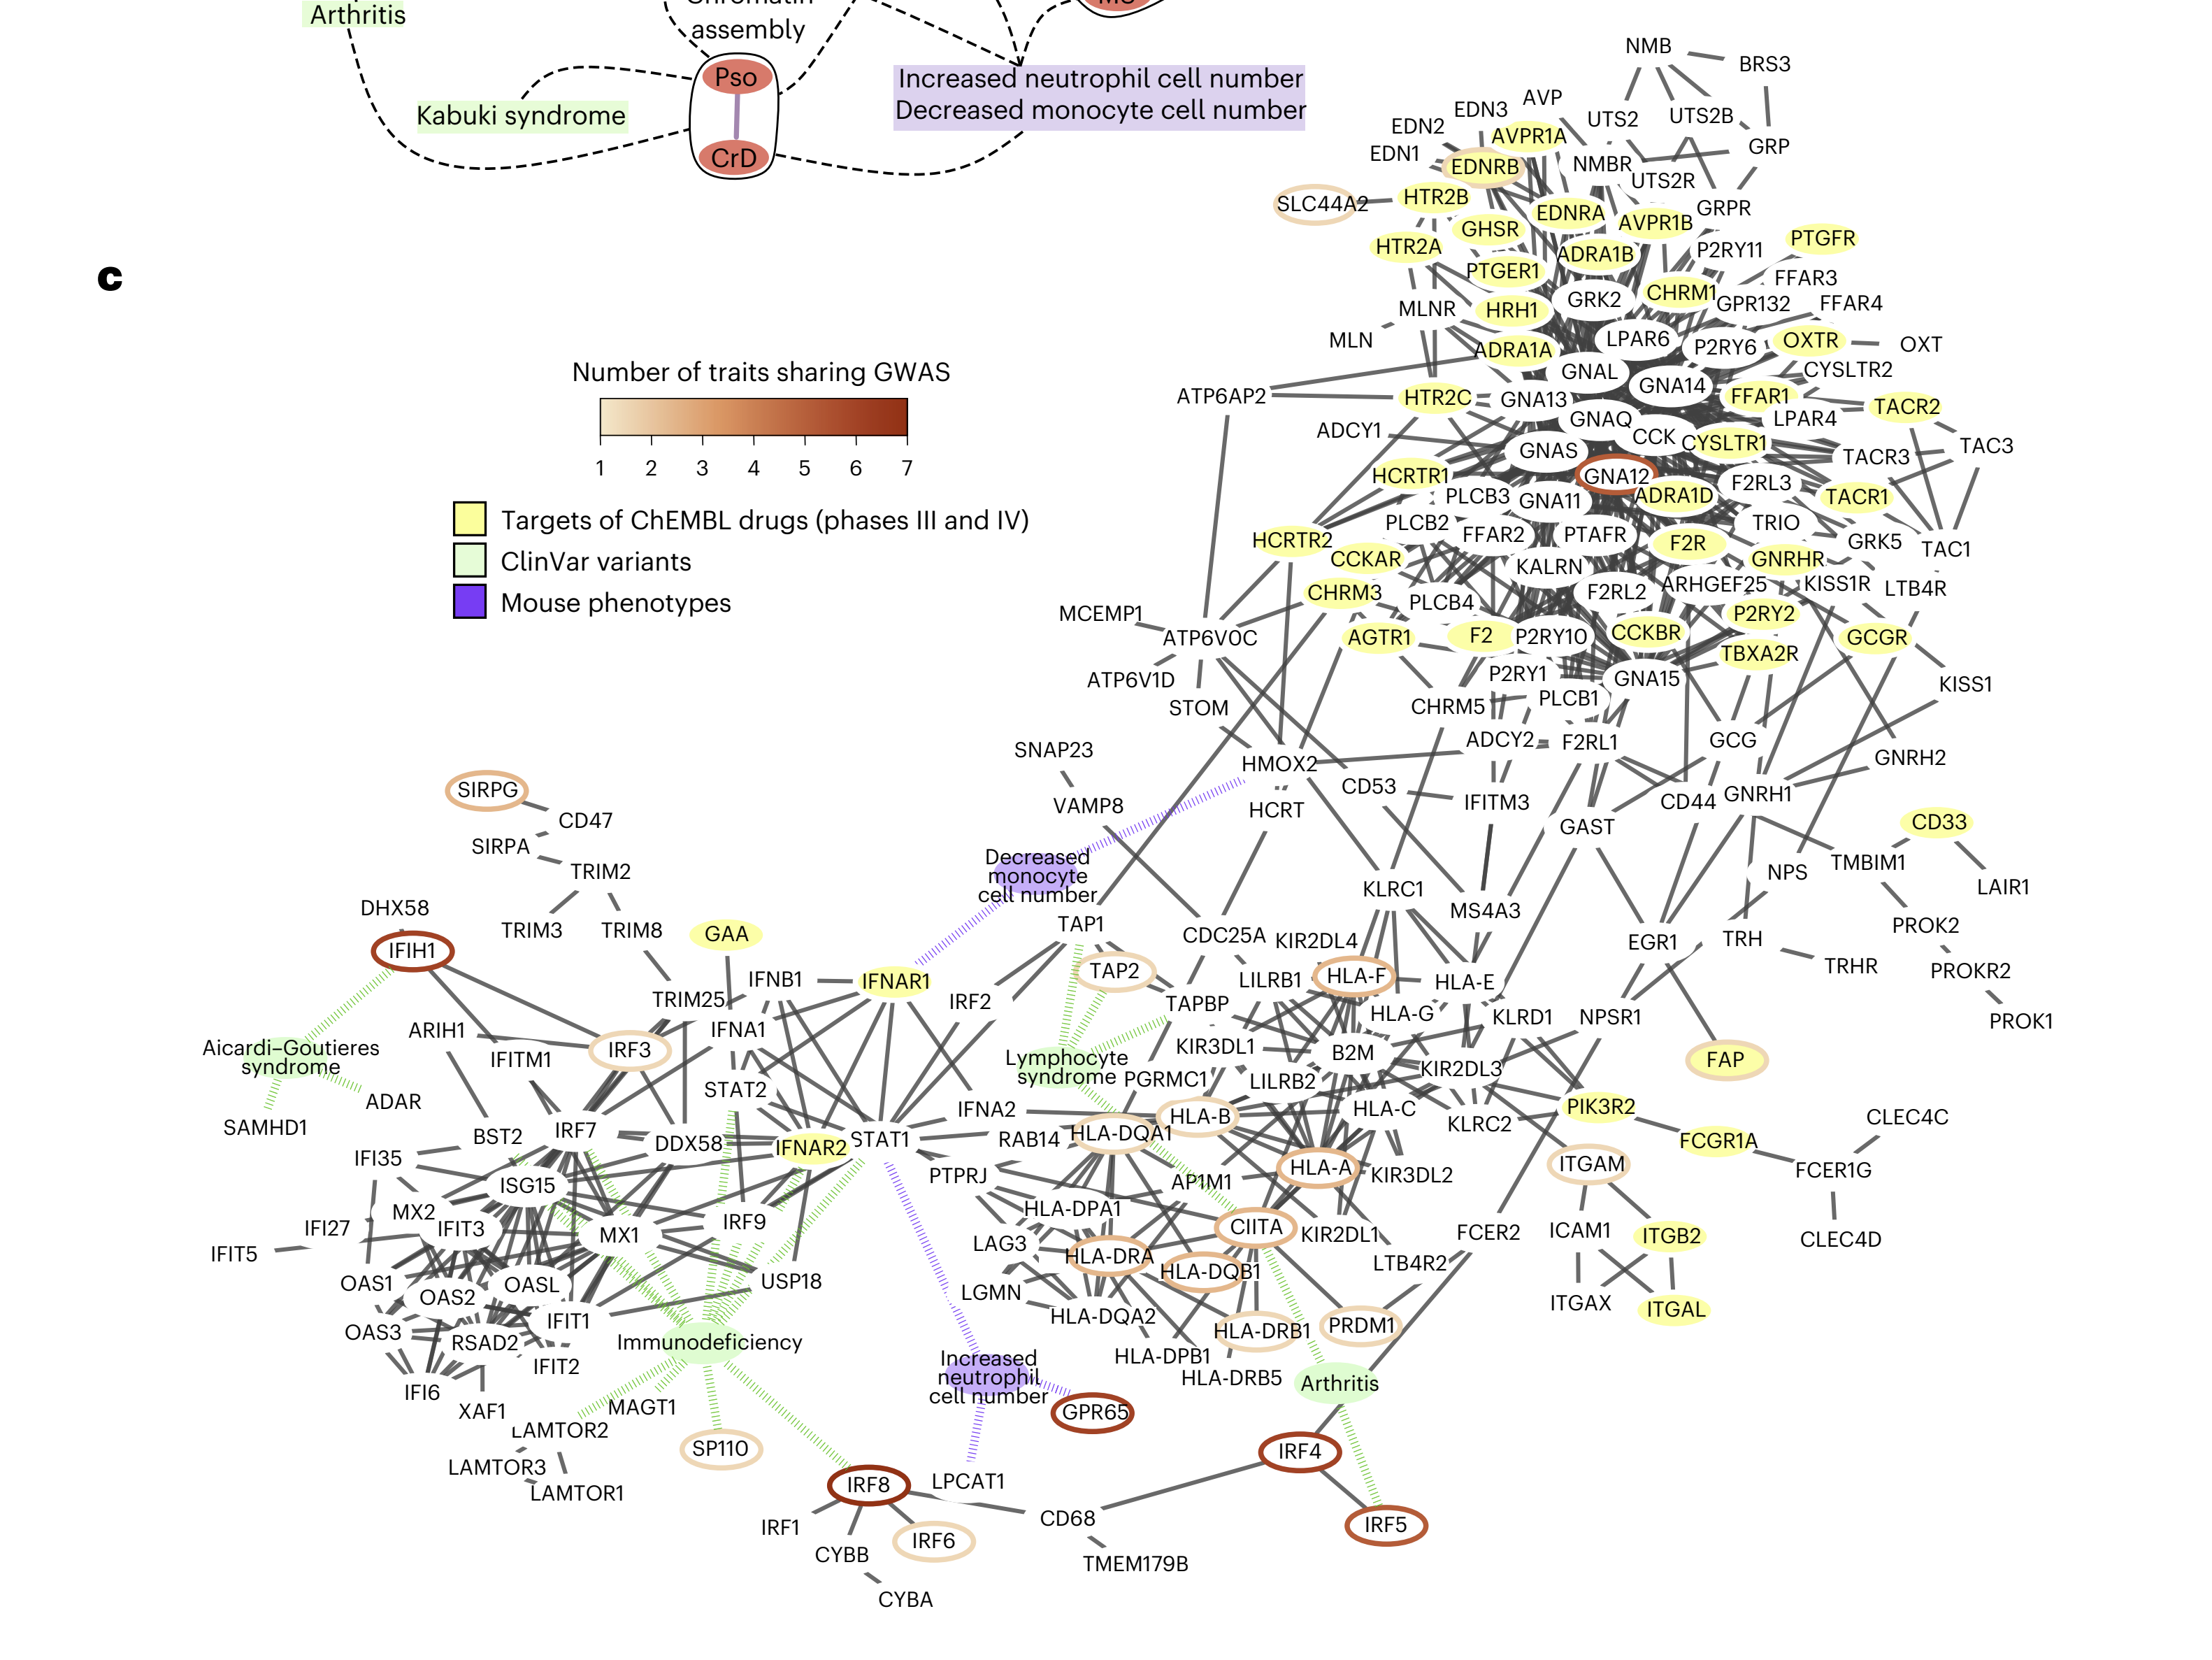 Arthritis
assembly
Pso
Kabuki syndrome
CrD
Increased neutrophil cell number
Decreased monocyte cell number
c
Number of traits sharing GWAS
1 2 3 4 5 6 7
Targets of ChEMBL drugs (phases III and IV)
ClinVar variants
Mouse phenotypes
NMB
BRS3
AVP
EDN3
UTS2
UTS2B
EDN2
AVPR1A
EDN1
EDNRB
NMBR
GRP
UTS2R
SLC44A2
HTR2B
EDNRA
AVPR1B
GRPR
GHSR
HTR2A
ADRA1B
P2RY11
PTGFR
PTGER1
FFAR3
MLNR
HRH1
GRK2
CHRM1
GPR132
FFAR4
MLN
ADRA1A
LPAR6
P2RY6
OXTR
OXT
GNAL
GNA14
CYSLTR2
ATP6AP2
HTR2C
GNA13
FFAR1
TACR2
ADCY1
GNAQ
LPAR4
GNAS
CCK
CYSLTR1
TACR3
TAC3
HCRTR1
GNA12
PLCB3
GNA11
ADRA1D
F2RL3
TACR1
PLCB2
FFAR2
PTAFR
TRIO
HCRTR2
CCKAR
F2R
GNRHR
GRK5
TAC1
KALRN
CHRM3
PLCB4
F2RL2
ARHGEF25
KISS1R
LTB4R
MCEMP1
ATP6V0C
AGTR1
F2
P2RY10
CCKBR
P2RY2
GCGR
TBXA2R
ATP6V1D
P2RY1
GNA15
KISS1
STOM
CHRM5
PLCB1
SNAP23
HMOX2
ADCY2
F2RL1
GCG
GNRH2
VAMP8
HCRT
CD53
IFITM3
CD44
GNRH1
SIRPG
CD47
GAST
CD33
SIRPA
TRIM2
Decreased
monocyte
cell number
KLRC1
NPS
TMBIM1
LAIR1
DHX58
TRIM3
TRIM8
GAA
TAP1
CDC25A
KIR2DL4
MS4A3
EGR1
TRH
PROK2
IFIH1
IFNB1
IFNAR1
TAP2
LILRB1
HLA-F
HLA-E
TRHR
PROKR2
TRIM25
IRF2
TAPBP
HLA-G
KLRD1
NPSR1
PROK1
ARIH1
IFNA1
Aicardi–Goutieres
syndrome
IFITM1
IRF3
Lymphocyte
syndrome
KIR3DL1
B2M
KIR2DL3
FAP
ADAR
STAT2
PGRMC1
LILRB2
SAMHD1
BST2
IRF7
DDX58
IFNAR2
STAT1
IFNA2
RAB14
HLA-DQA1
HLA-B
HLA-C
KLRC2
PIK3R2
FCGR1A
CLEC4C
IFI35
ISG15
PTPRJ
AP1M1
HLA-A
KIR3DL2
ITGAM
FCER1G
MX2
IFI27
IFIT3
MX1
IRF9
HLA-DPA1
CIITA
KIR2DL1
FCER2
ICAM1
ITGB2
CLEC4D
IFIT5
LAG3
HLA-DRA
HLA-DQB1
LTB4R2
OAS1
OAS2
OASL
USP18
LGMN
HLA-DQA2
ITGAX
ITGAL
OAS3
RSAD2
IFIT1
Immunodeficiency
HLA-DRB1
PRDM1
IFIT2
HLA-DPB1
HLA-DRB5
Arthritis
IFI6
XAF1
MAGT1
Increased
neutrophil
cell number
GPR65
LAMTOR2
SP110
IRF4
LAMTOR3
LAMTOR1
IRF8
LPCAT1
CD68
IRF5
IRF1
IRF6
CYBB
TMEM179B
CYBA